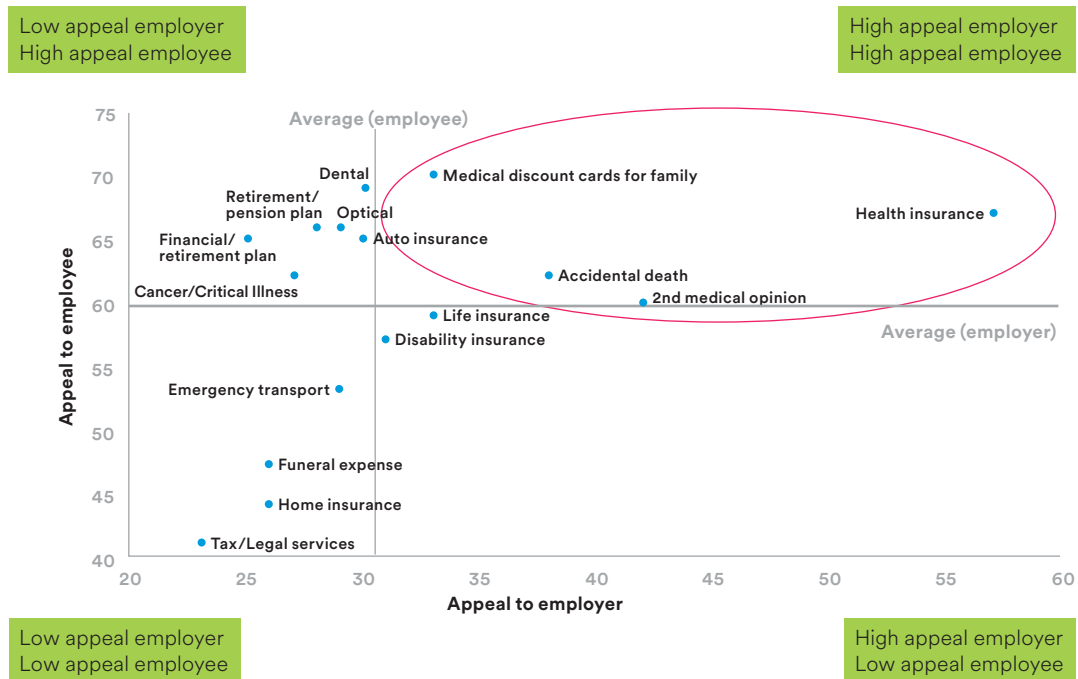 Low appeal employer
High appeal employee
High appeal employer
High appeal employee
75
Average (employee)
70
Dental
Medical discount cards for family
Retirement/
pension plan
Optical
Health insurance
65
Financial/
retirement plan
Auto insurance
Cancer/Critical Illness
Accidental death
2nd medical opinion
60
Life insurance
Average (employer)
Disability insurance
55
Emergency transport
50
Funeral expense
45
Home insurance
Tax/Legal services
40
Appeal to employee
20
25
30
35
40
45
50
55
60
Appeal to employer
Low appeal employer
Low appeal employee
High appeal employer
Low appeal employee